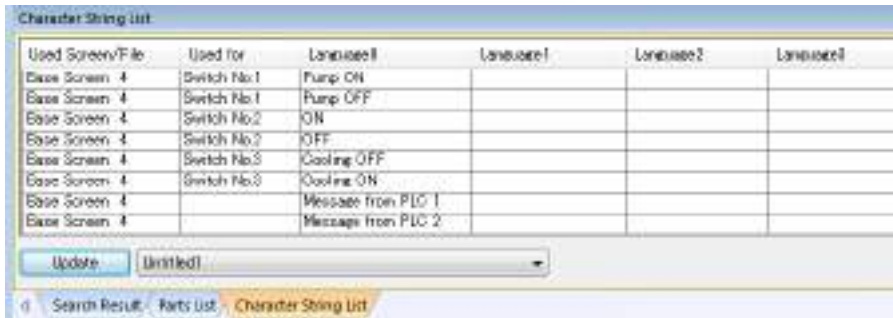 Character String List
Used Screen/File Used for Language0 Language1 Language2 Language3
Base Screen 4 Switch No.1 Pump ON
Base Screen 4 Switch No.1 Pump OFF
Base Screen 4 Switch No.2 ON
Base Screen 4 Switch No.2 OFF
Base Screen 4 Switch No.3 Cooling OFF
Base Screen 4 Switch No.3 Cooling ON
Base Screen 4 Message from PLC 1
Base Screen 4 Message from PLC 2
Update Untitled1
Search Result Parts List Character String List